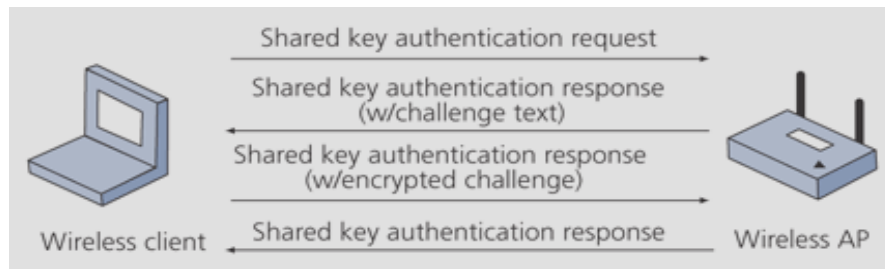 Shared key authentication request
Shared key authentication response
(w/challenge text)
Shared key authentication response
(w/encrypted challenge)
Shared key authentication response
Wireless client
Wireless AP